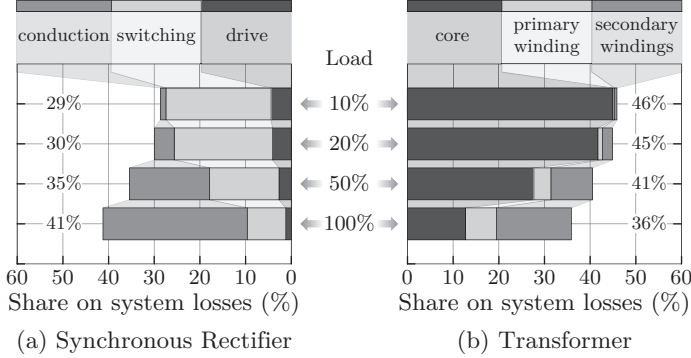 conduction switching drive
Load
core primary winding secondary windings
29% 10% 46%
30% 20% 45%
35% 50% 41%
41% 100% 36%
60 50 40 30 20 10 0 0 10 20 30 40 50 60
Share on system losses (%) Share on system losses (%)
(a) Synchronous Rectifier (b) Transformer